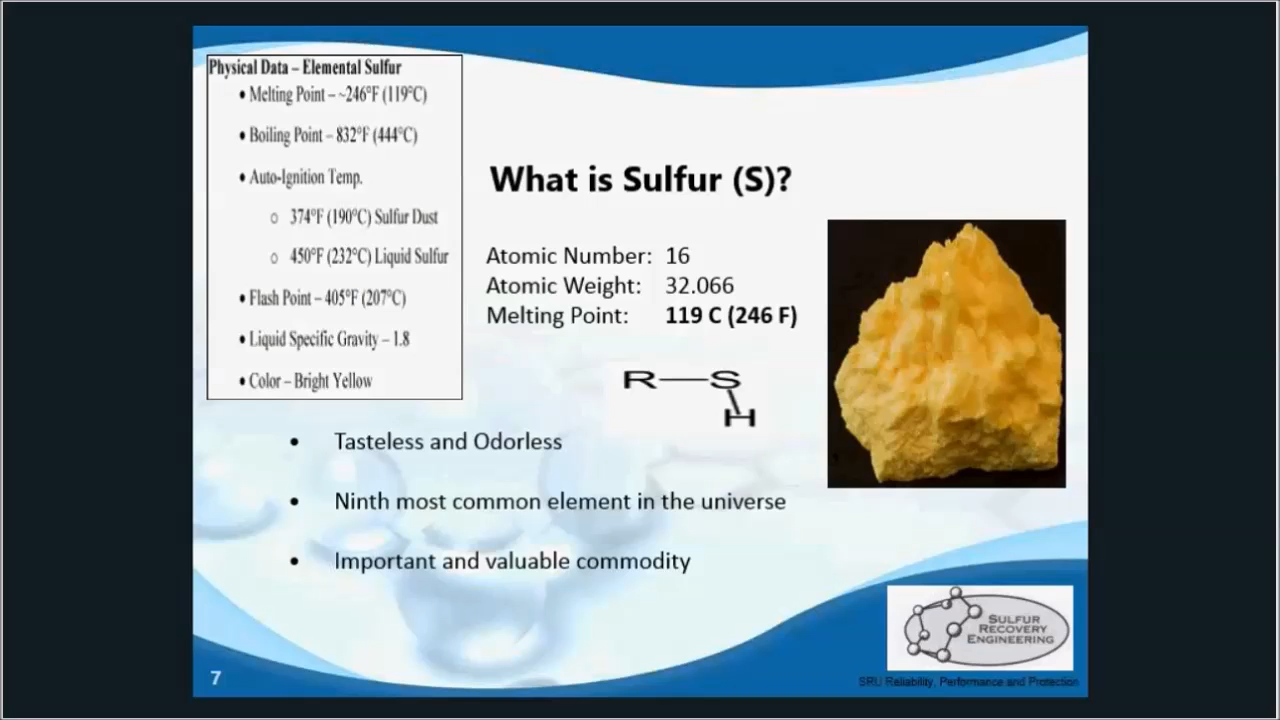 Physical Data – Elemental Sulfur
• Melting Point – ~246°F (119°C)
• Boiling Point – 832°F (444°C)
• Auto-Ignition Temp.
o 374°F (190°C) Sulfur Dust
o 450°F (232°C) Liquid Sulfur
• Flash Point – 405°F (207°C)
• Liquid Specific Gravity – 1.8
• Color – Bright Yellow
What is Sulfur (S)?
Atomic Number: 16
Atomic Weight: 32.066
Melting Point: 119 C (246 F)
R—S
H
• Tasteless and Odorless
• Ninth most common element in the universe
• Important and valuable commodity
SULFUR
RECOVERY
ENGINEERING
SRU Reliability, Performance and Protection
7